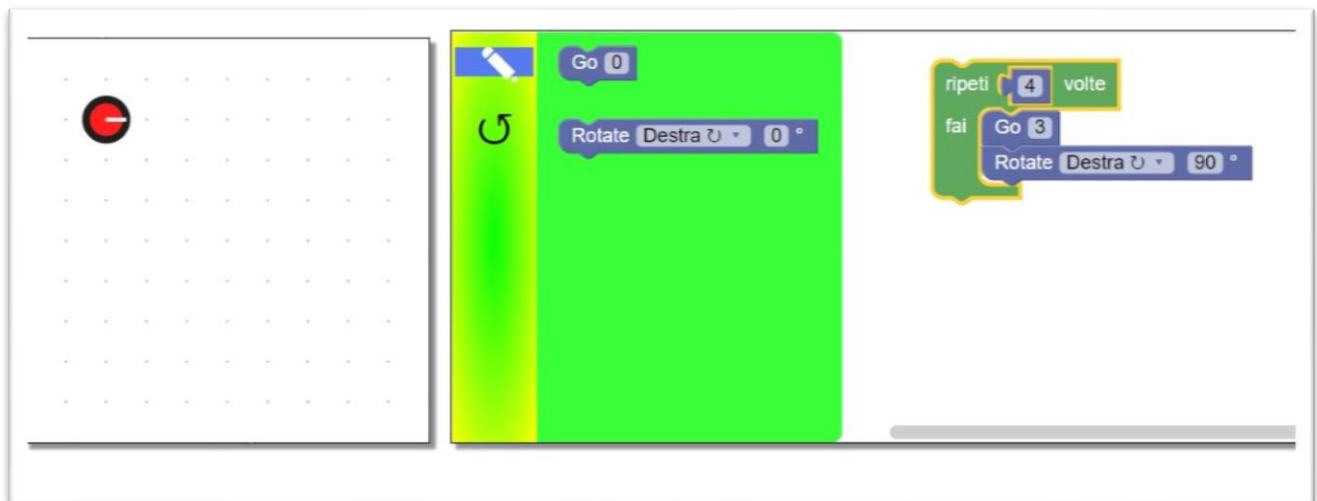 Go 0
Rotate Destra ↻ 0 °
ripeti 4 volte
fai Go 3
Rotate Destra ↻ 90 °